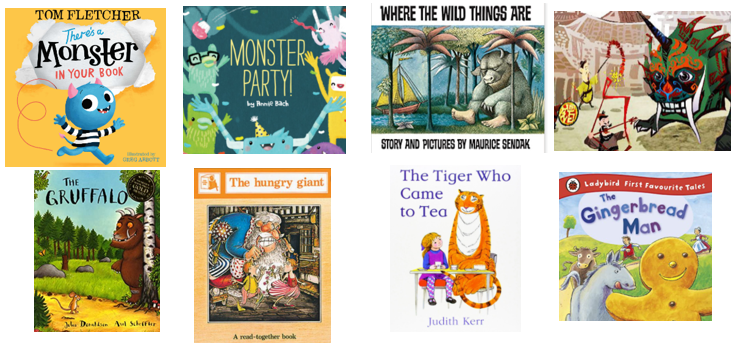 TOM FLETCHER
There's a
Monster
IN YOUR BOOK
Illustrated by
GREG ABBOTT
MONSTER
PARTY!
by Annie Bach
WHERE THE WILD THINGS ARE
STORY AND PICTURES BY MAURICE SENDAK
THE
GRUFFALO
Julia Donaldson Axel Scheffler
The hungry giant
A read-together book
The Tiger Who
Came
to Tea
Judith Kerr
Ladybird First Favourite Tales
The
Gingerbread
Man